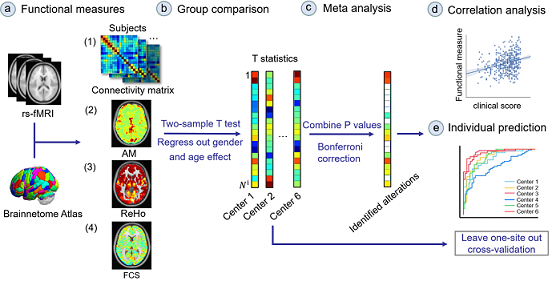 a Functional measures
b Group comparison
c Meta analysis
d Correlation analysis
Subjects
(1)
Connectivity matrix
rs-fMRI
(2)
AM
(3)
ReHo
(4)
FCS
Brainnetome Atlas
Two-sample T test
Regress out gender
and age effect
T statistics
1
...
Center 1
Center 2
Center 6
Combine P values
Bonferroni
correction
Identified alterations
Functional measure
clinical score
e Individual prediction
Center 1
Center 2
Center 3
Center 4
Center 5
Center 6
Leave one-site out
cross-validation